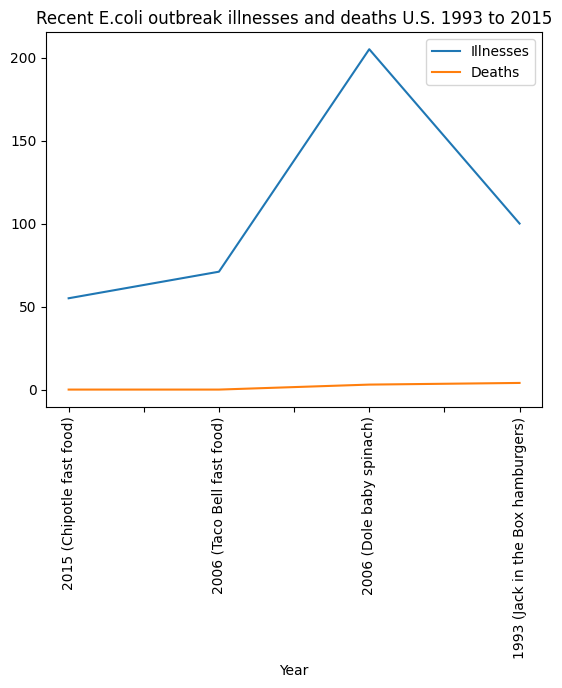 Recent E.coli outbreak illnesses and deaths U.S. 1993 to 2015
Illnesses
Deaths
200
150
100
50
0
2015 (Chipotle fast food)
2006 (Taco Bell fast food)
2006 (Dole baby spinach)
1993 (Jack in the Box hamburgers)
Year